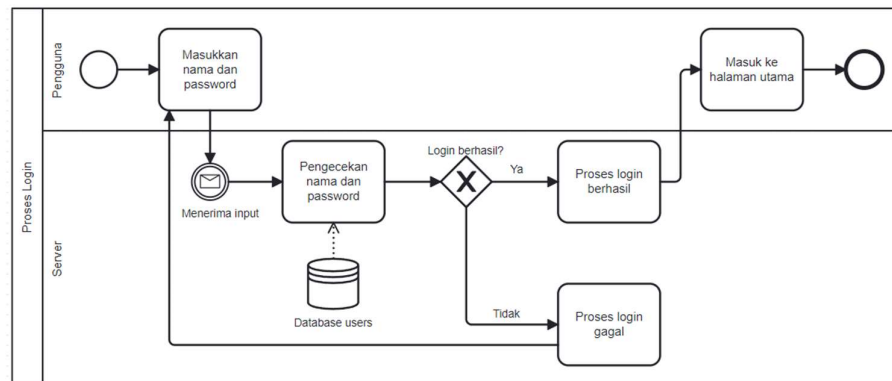 Proses Login
Pengguna
Masukkan
nama dan
password
Masuk ke
halaman utama
Server
Menerima input
Pengecekan
nama dan
password
Database users
Login berhasil?
Ya
Proses login
berhasil
Tidak
Proses login
gagal